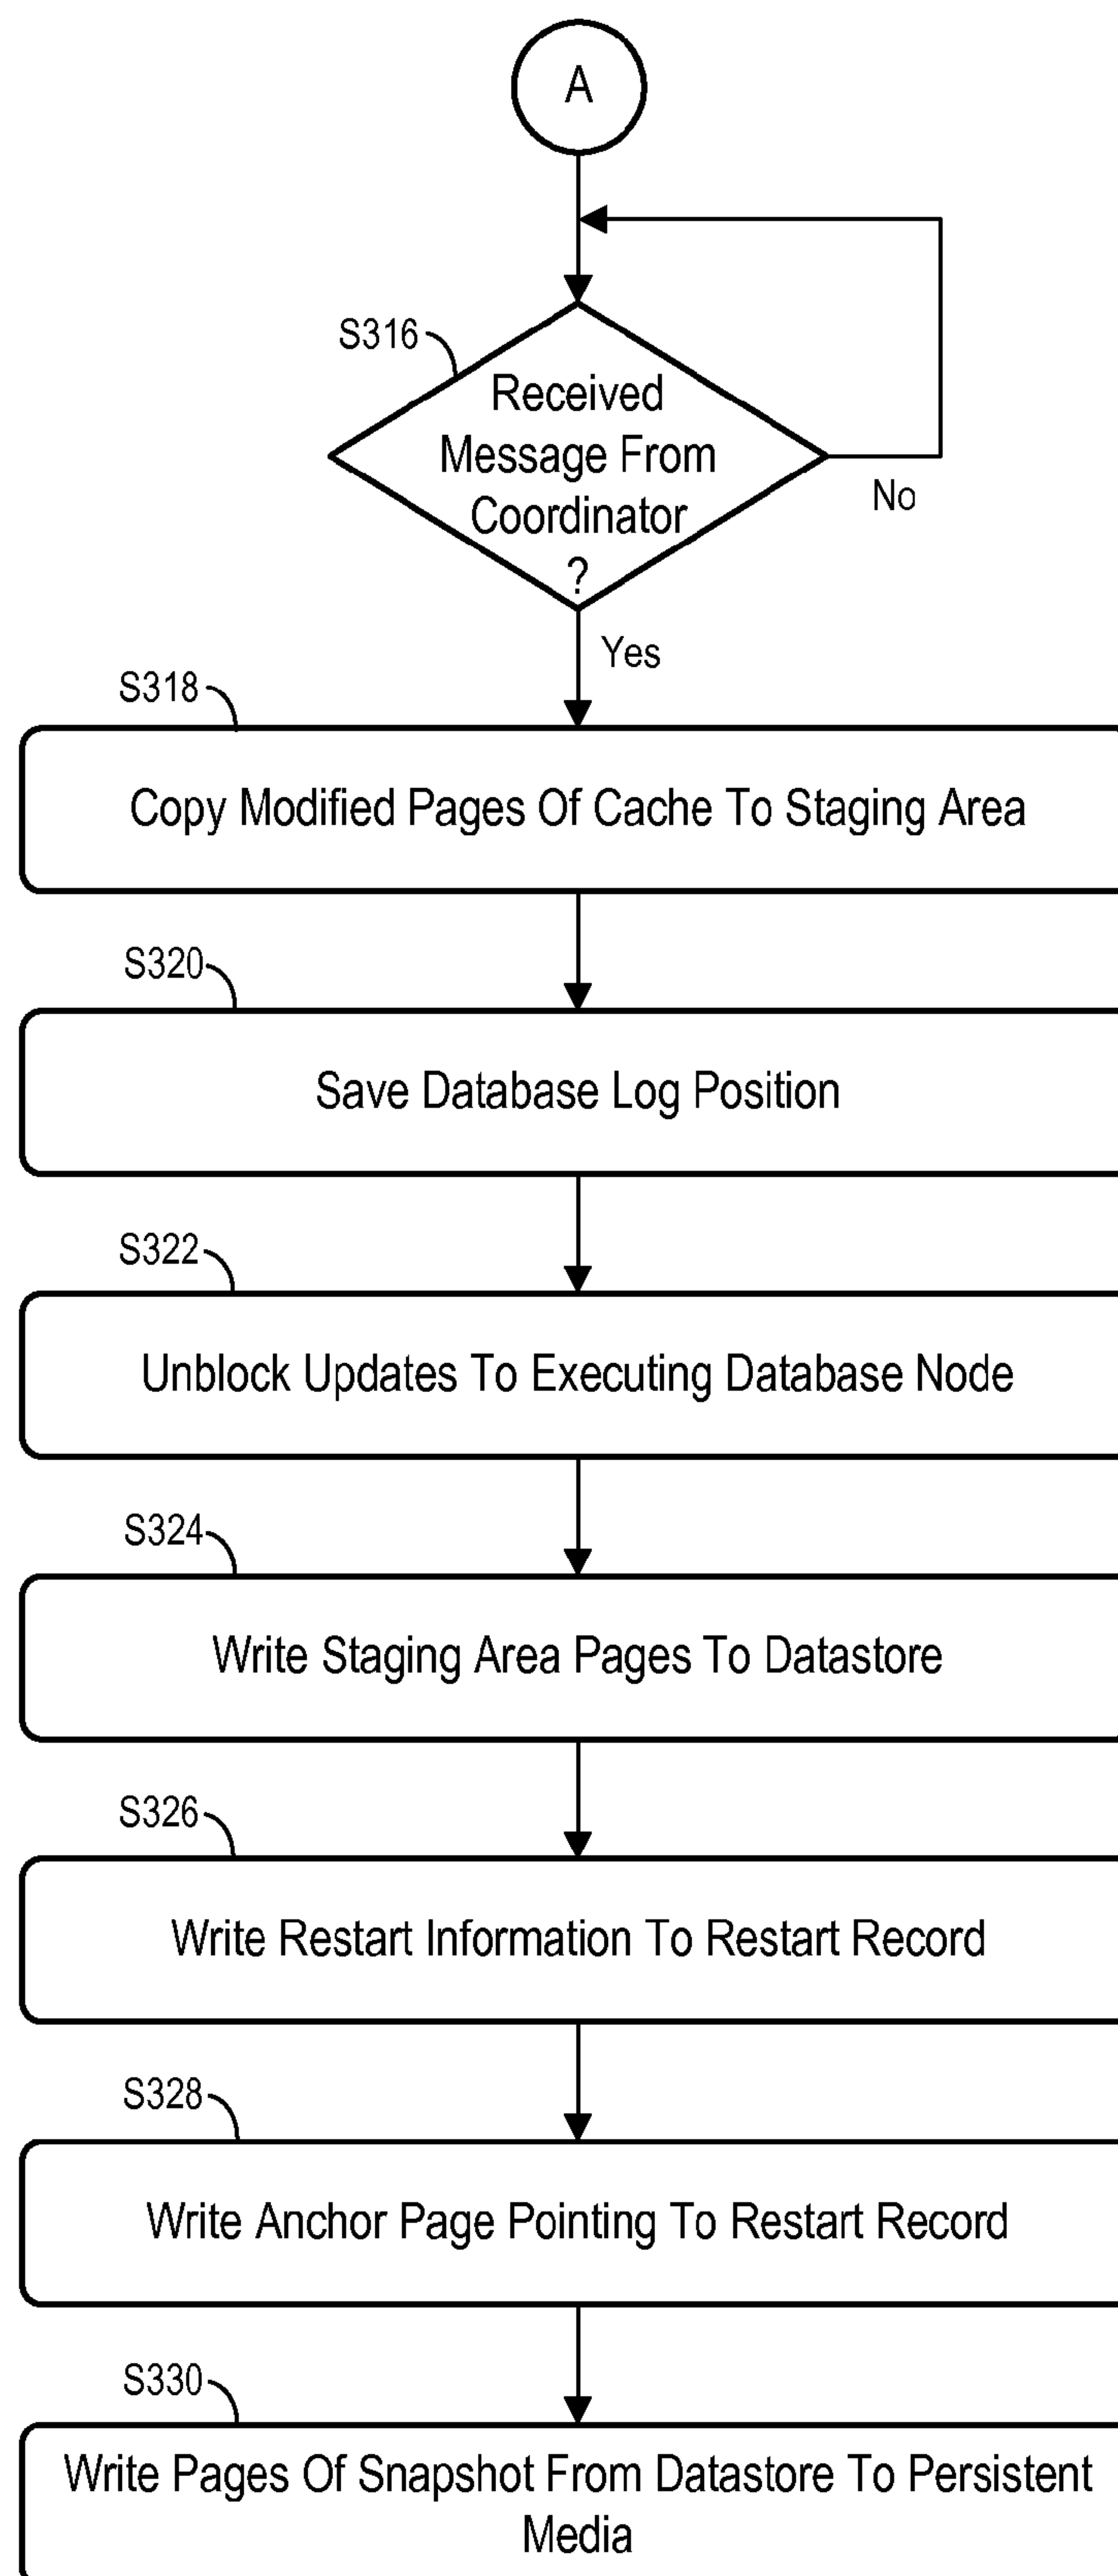 A
S316
Received
Message From
Coordinator
?
No
Yes
S318
Copy Modified Pages Of Cache To Staging Area
S320
Save Database Log Position
S322
Unblock Updates To Executing Database Node
S324
Write Staging Area Pages To Datastore
S326
Write Restart Information To Restart Record
S328
Write Anchor Page Pointing To Restart Record
S330
Write Pages Of Snapshot From Datastore To Persistent
Media